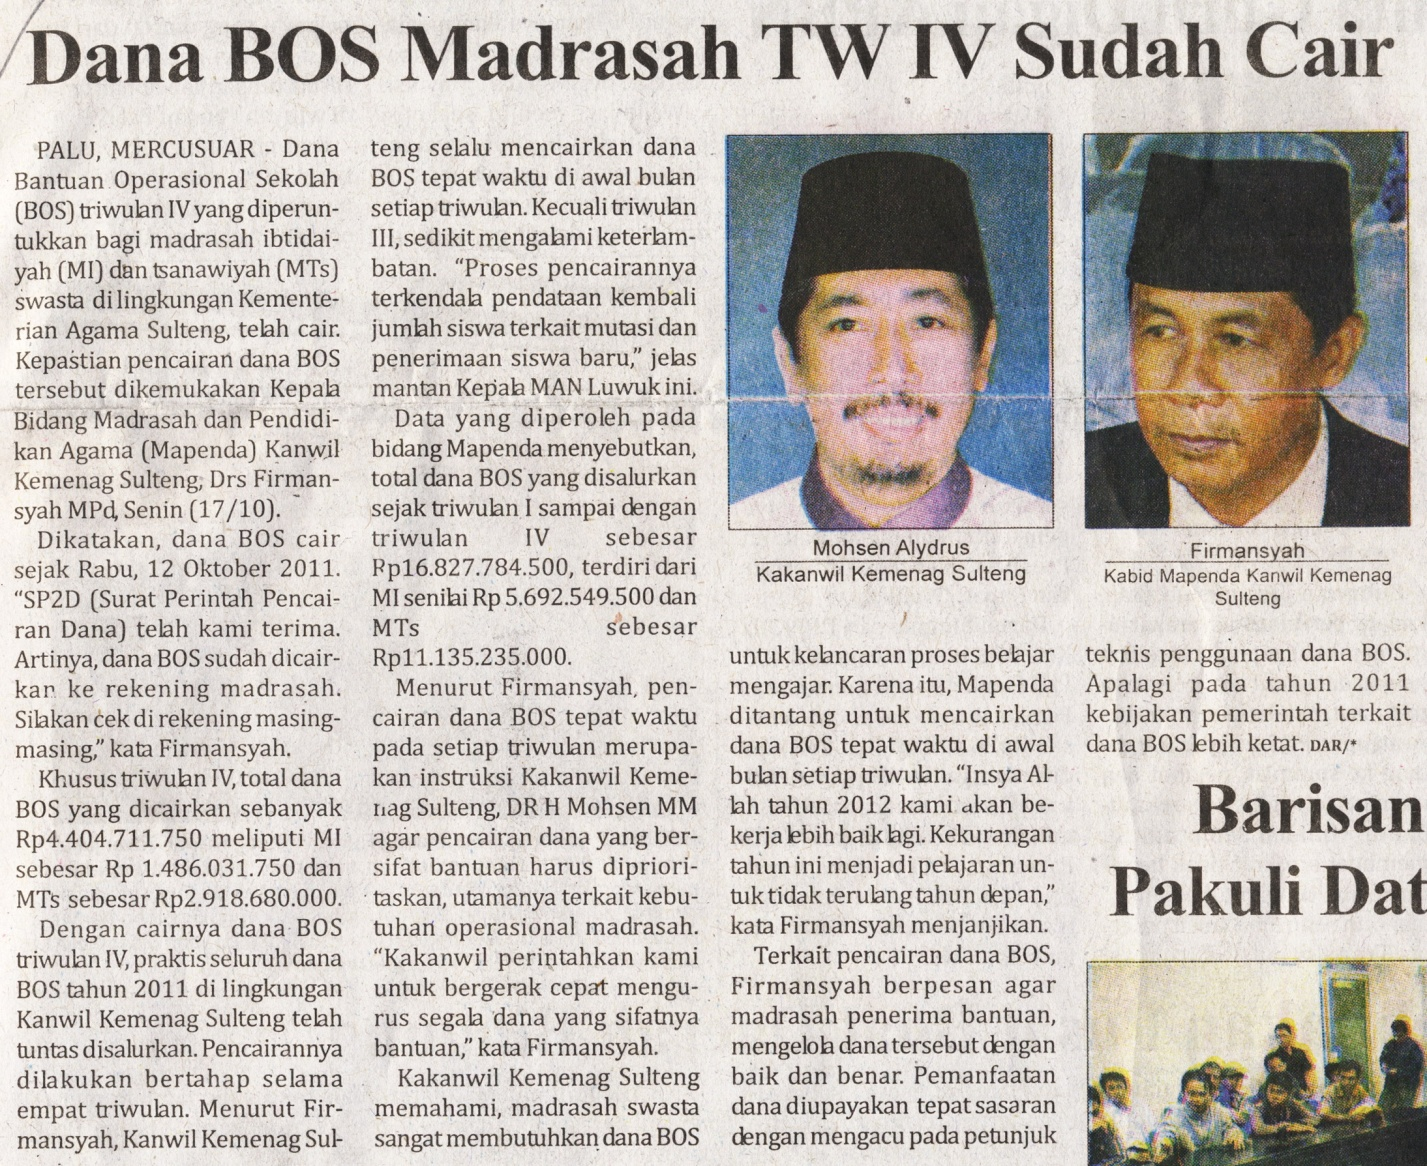 Dana BOS Madrasah TW IV Sudah Cair
PALU, MERCUSUAR - Dana
Bantuan Operasional Sekolah
(BOS) triwulan IV yang diperun-
tukkan bagi madrasah ibtidai-
yah (MI) dan tsanawiyah (MTs)
swasta di lingkungan Kemente-
rian Agama Sulteng, telah cair.
Kepastian pencairan dana BOS
tersebut dikemukakan Kepala
Bidang Madrasah dan Pendidi-
kan Agama (Mapenda) Kanwil
Kemenag Sulteng, Drs Firman-
syah MPd, Senin (17/10).
Dikatakan, dana BOS cair
sejak Rabu, 12 Oktober 2011.
“SP2D (Surat Perintah Pencai-
ran Dana) telah kami terima.
Artinya, dana BOS sudah dicair-
kan ke rekening madrasah.
Silakan cek di rekening masing-
masing,” kata Firmansyah.
Khusus triwulan IV, total dana
BOS yang dicairkan sebanyak
Rp4.404.711.750 meliputi MI
sebesar Rp 1.486.031.750 dan
MTs sebesar Rp2.918.680.000.
Dengan cairnya dana BOS
triwulan IV, praktis seluruh dana
BOS tahun 2011 di lingkungan
Kanwil Kemenag Sulteng telah
tuntas disalurkan. Pencairannya
dilakukan bertahap selama
empat triwulan. Menurut Fir-
mansyah, Kanwil Kemenag Sul-
teng selalu mencairkan dana
BOS tepat waktu di awal bulan
setiap triwulan. Kecuali triwulan
III, sedikit mengalami keterlam-
batan. “Proses pencairannya
terkendala pendataan kembali
jumlah siswa terkait mutasi dan
penerimaan siswa baru,” jelas
mantan Kepala MAN Luwuk ini.
Data yang diperoleh pada
bidang Mapenda menyebutkan,
total dana BOS yang disalurkan
sejak triwulan I sampai dengan
triwulan IV sebesar
Rp16.827.784.500, terdiri dari
MI senilai Rp 5.692.549.500 dan
MTs sebesar
Rp11.135.235.000.
Menurut Firmansyah, pen-
cairan dana BOS tepat waktu
pada setiap triwulan merupa-
kan instruksi Kakanwil Keme-
nag Sulteng, DR H Mohsen MM
agar pencairan dana yang ber-
sifat bantuan harus dipriori-
taskan, utamanya terkait kebu-
tuhan operasional madrasah.
“Kakanwil perintahkan kami
untuk bergerak cepat mengu-
rus segala dana yang sifatnya
bantuan,” kata Firmansyah.
Kakanwil Kemenag Sulteng
memahami, madrasah swasta
sangat membutuhkan dana BOS
Mohsen Alydrus
Kakanwil Kemenag Sulteng
Firmansyah
Kabid Mapenda Kanwil Kemenag
Sulteng
untuk kelancaran proses belajar
mengajar. Karena itu, Mapenda
ditantang untuk mencairkan
dana BOS tepat waktu di awal
bulan setiap triwulan. “Insya Al-
lah tahun 2012 kami akan be-
kerja lebih baik lagi. Kekurangan
tahun ini menjadi pelajaran un-
tuk tidak terulang tahun depan,”
kata Firmansyah menjanjikan.
Terkait pencairan dana BOS,
Firmansyah berpesan agar
madrasah penerima bantuan,
mengelola dana tersebut dengan
baik dan benar. Pemanfaatan
dana diupayakan tepat sasaran
dengan mengacu pada petunjuk
teknis penggunaan dana BOS.
Apalagi pada tahun 2011
kebijakan pemerintah terkait
dana BOS lebih ketat. DAR/*
Barisan
Pakuli Dat